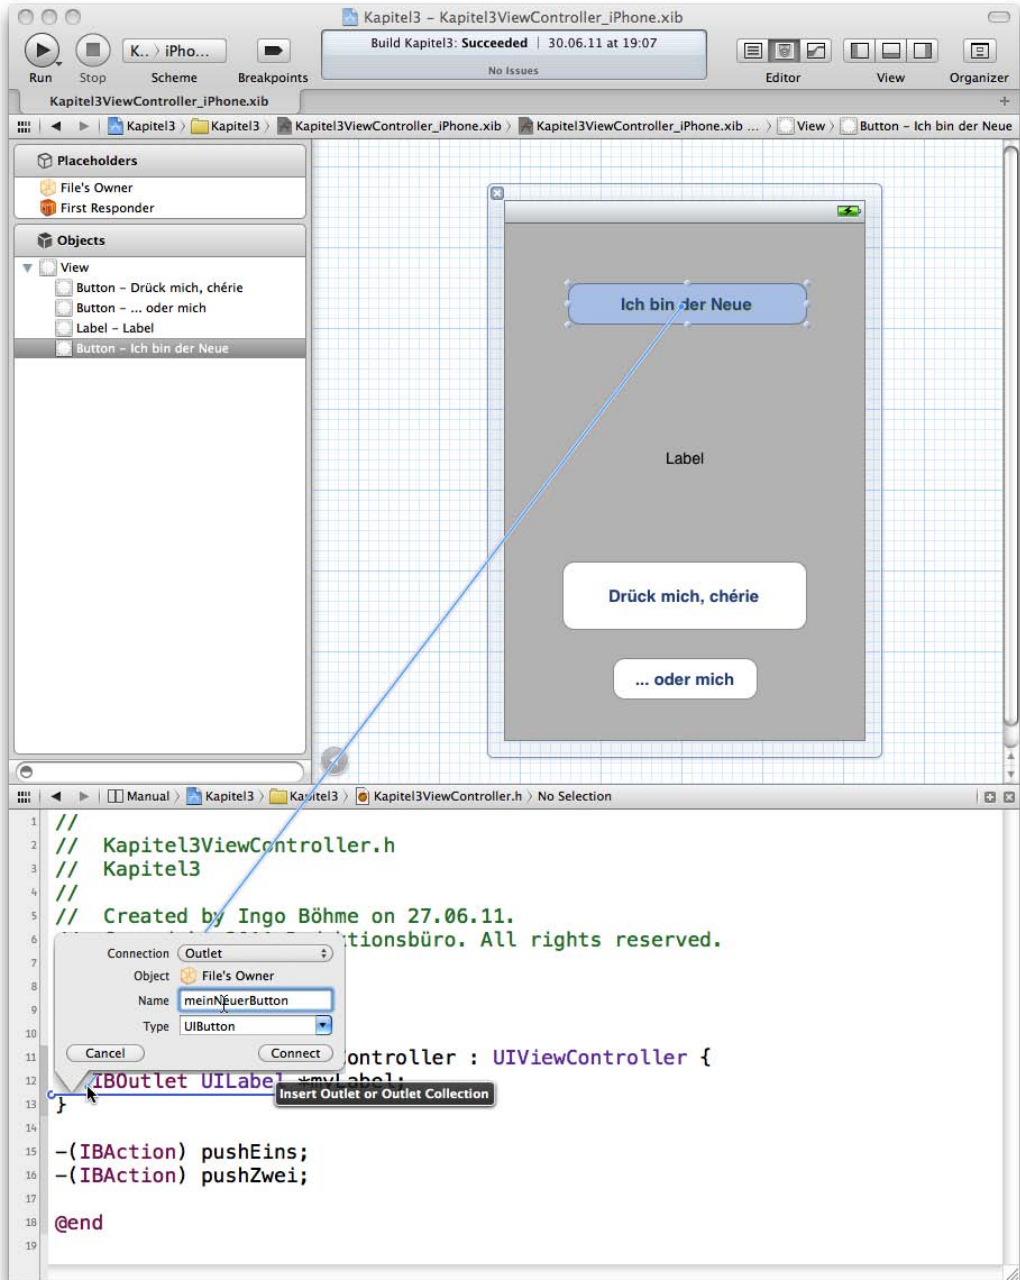 Kapitel3 – Kapitel3ViewController_iPhone.xib
Build Kapitel3: Succeeded | 30.06.11 at 19:07
No Issues
K.. iPho...
Run Stop Scheme Breakpoints Editor View Organizer
Kapitel3ViewController_iPhone.xib
Kapitel3 Kapitel3 Kapitel3ViewController_iPhone.xib Kapitel3ViewController_iPhone.xib ... View Button – Ich bin der Neue
Placeholders
File's Owner
First Responder
Objects
View
Button – Drück mich, chérie
Button – ... oder mich
Label – Label
Button – Ich bin der Neue
Ich bin der Neue
Label
Drück mich, chérie
... oder mich
Manual Kapitel3 Kapitel3 Kapitel3ViewController.h No Selection
1 //
2 // Kapitel3ViewController.h
3 // Kapitel3
4 //
5 // Created by Ingo Böhme on 27.06.11.
6 tionsbüro. All rights reserved.
7
8
9
10
Connection Outlet
Object File's Owner
Name meinNeuerButton
Type UIButton
Cancel Connect
11 ontroller : UIViewController {
12 IBOutlet UILabel *myLabel;
Insert Outlet or Outlet Collection
13 }
14
15 -(IBAction) pushEins;
16 -(IBAction) pushZwei;
17
18 @end
19